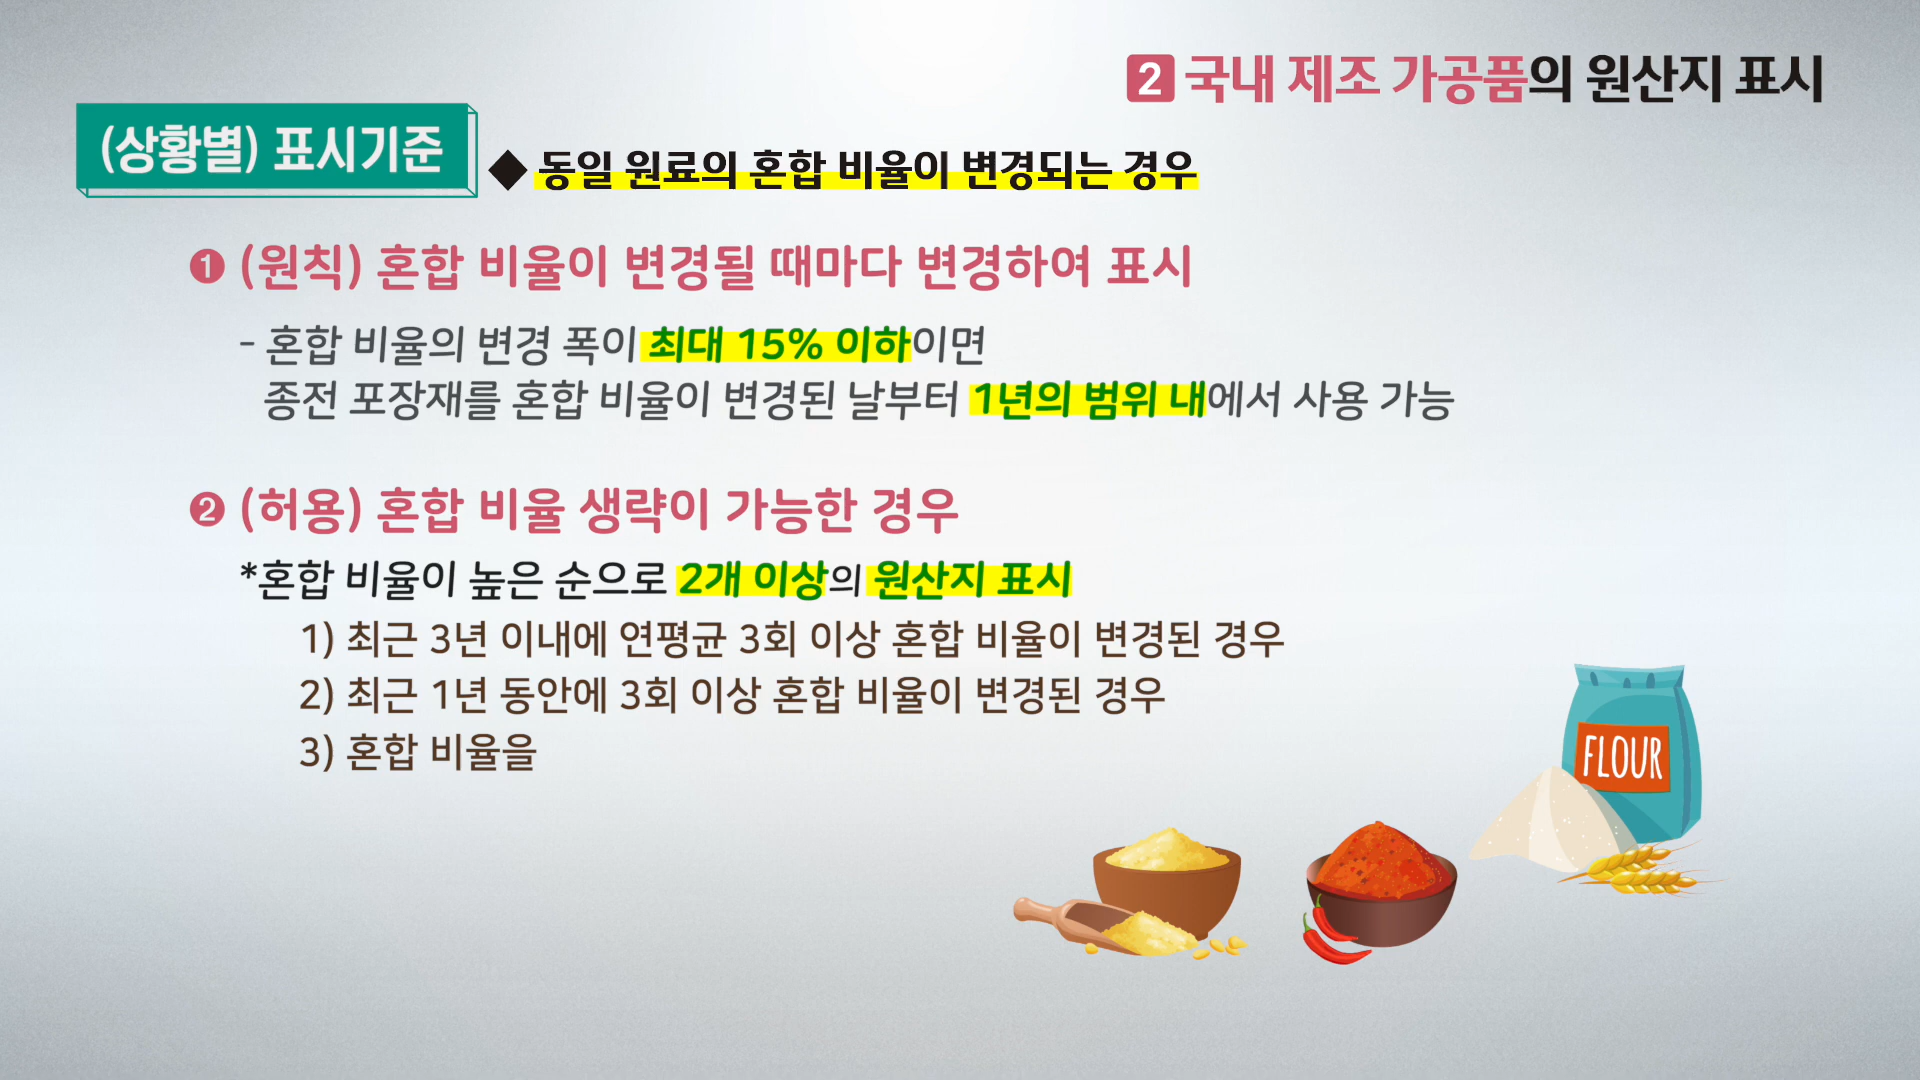 2 국내 제조 가공품의 원산지 표시
(상황별) 표시기준
◆ 동일 원료의 혼합 비율이 변경되는 경우
❶ (원칙) 혼합 비율이 변경될 때마다 변경하여 표시
- 혼합 비율의 변경 폭이 최대 15% 이하이면
종전 포장재를 혼합 비율이 변경된 날부터 1년의 범위 내에서 사용 가능
❷ (허용) 혼합 비율 생략이 가능한 경우
*혼합 비율이 높은 순으로 2개 이상의 원산지 표시
1) 최근 3년 이내에 연평균 3회 이상 혼합 비율이 변경된 경우
2) 최근 1년 동안에 3회 이상 혼합 비율이 변경된 경우
3) 혼합 비율을
FLOUR